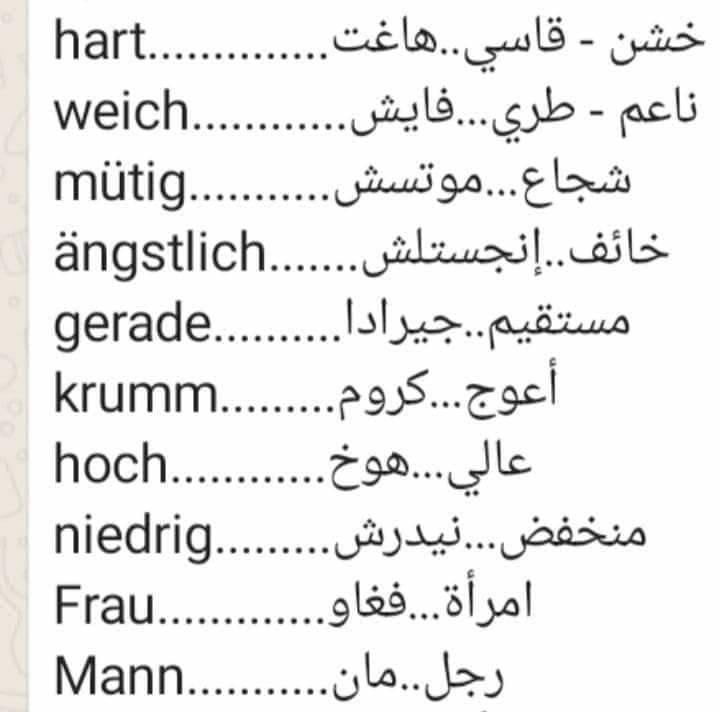 hart..............خشن - قاسي..هاغت
weich............ناعم - طري...فايش
mütig...........شجاع...موتسش
ängstlich.......خائف..إنجستلش
gerade..........مستقيم..جيرادا
krumm.........أعوج...كروم
hoch............عالي...هوخ
niedrig.........منخفض...نيدرش
Frau.............امرأة...فغاو
Mann...........رجل..مان